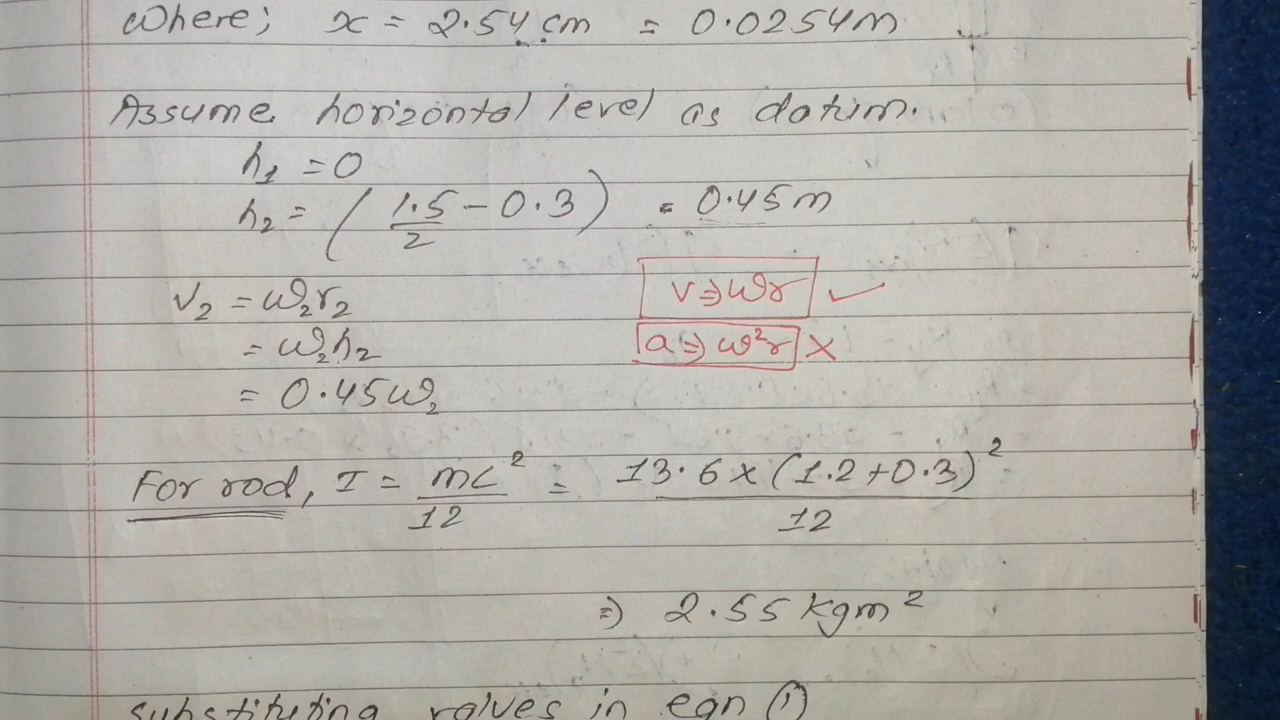 Where; x = 2.54 cm = 0.0254m
Assume horizontal level as datum.
h₁ = 0
h₂ = (1.5/2 - 0.3) = 0.45m
v₂ = ω₂r₂
v ⇒ ωr ✓
= ω₂h₂
a ⇒ ω²r ×
= 0.45ω₂
For rod, I = mL²/12 = 13.6 x (1.2+0.3)²/12
⇒ 2.55 kgm²
substituting values in eqn (1)